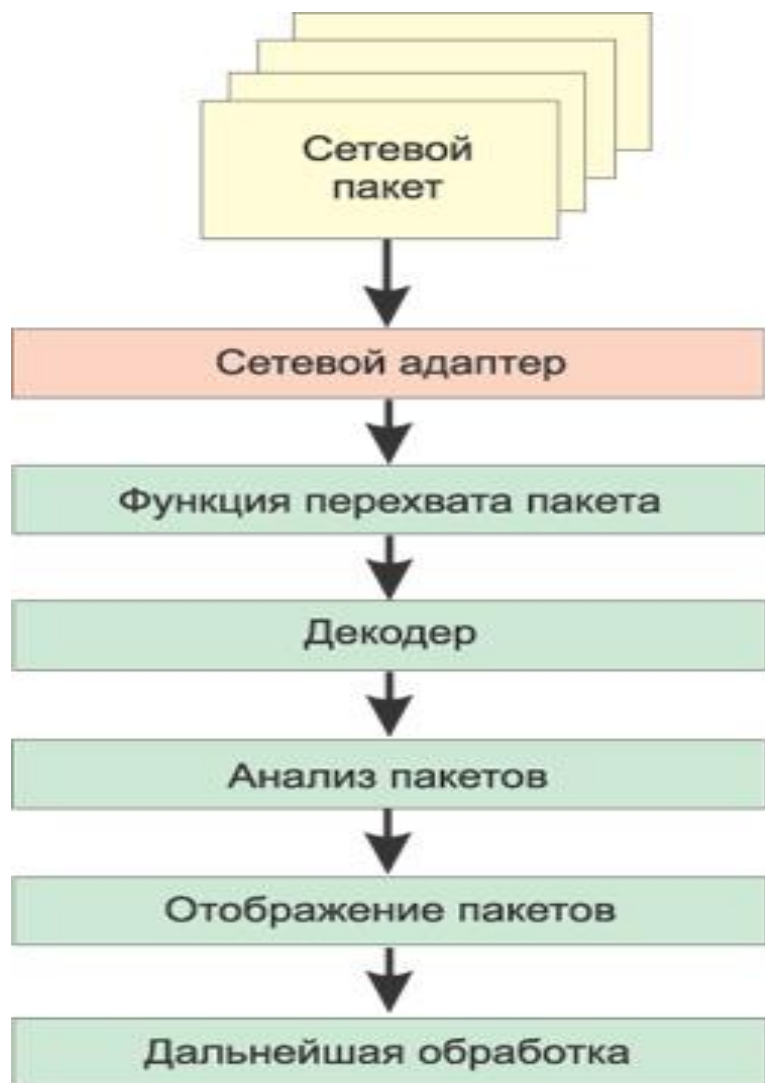 Сетевой
пакет
Сетевой адаптер
Функция перехвата пакета
Декодер
Анализ пакетов
Отображение пакетов
Дальнейшая обработка